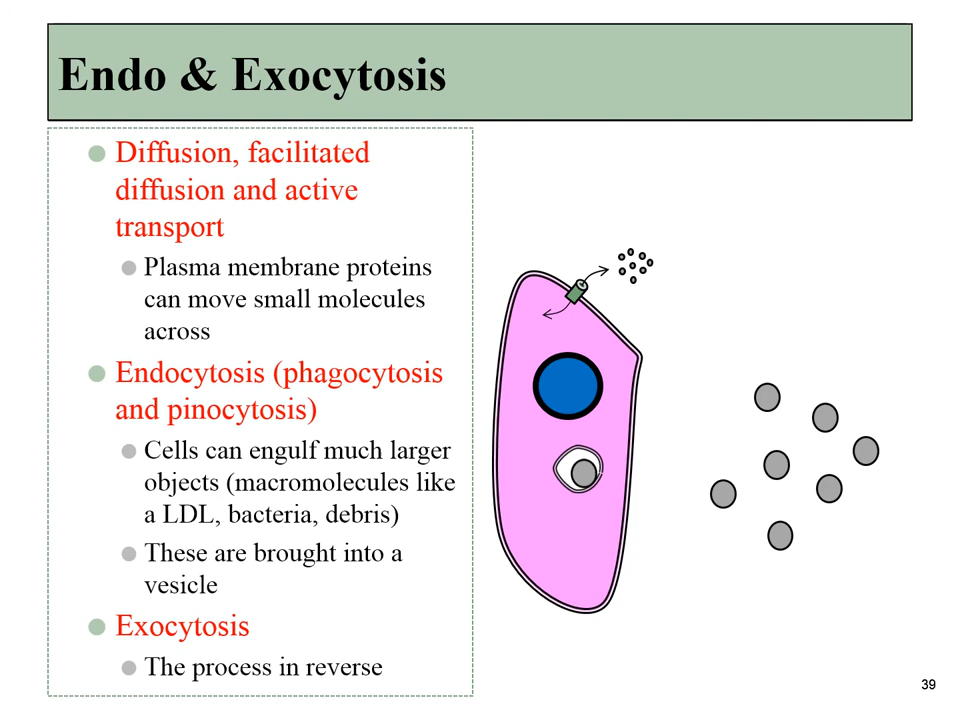 Endo & Exocytosis
Diffusion, facilitated
diffusion and active
transport
Plasma membrane proteins
can move small molecules
across
Endocytosis (phagocytosis
and pinocytosis)
Cells can engulf much larger
objects (macromolecules like
a LDL, bacteria, debris)
These are brought into a
vesicle
Exocytosis
The process in reverse
39